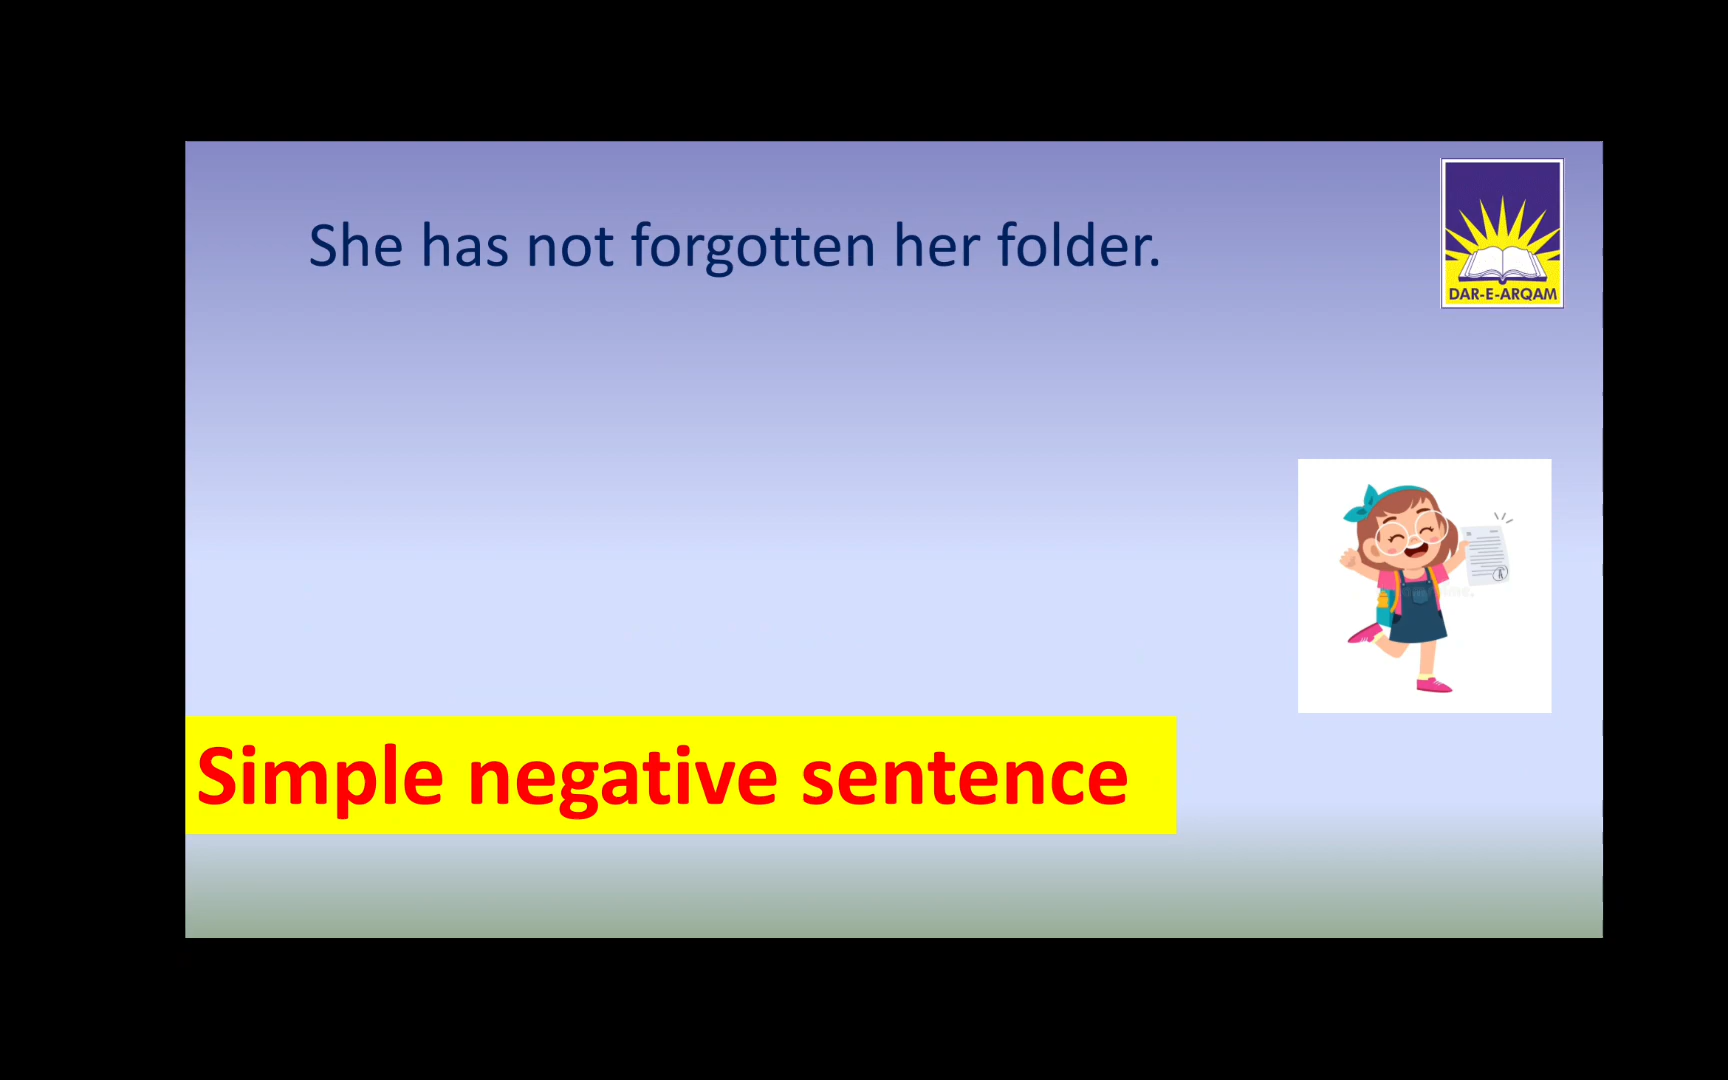 She has not forgotten her folder.
DAR-E-ARQAM
Simple negative sentence